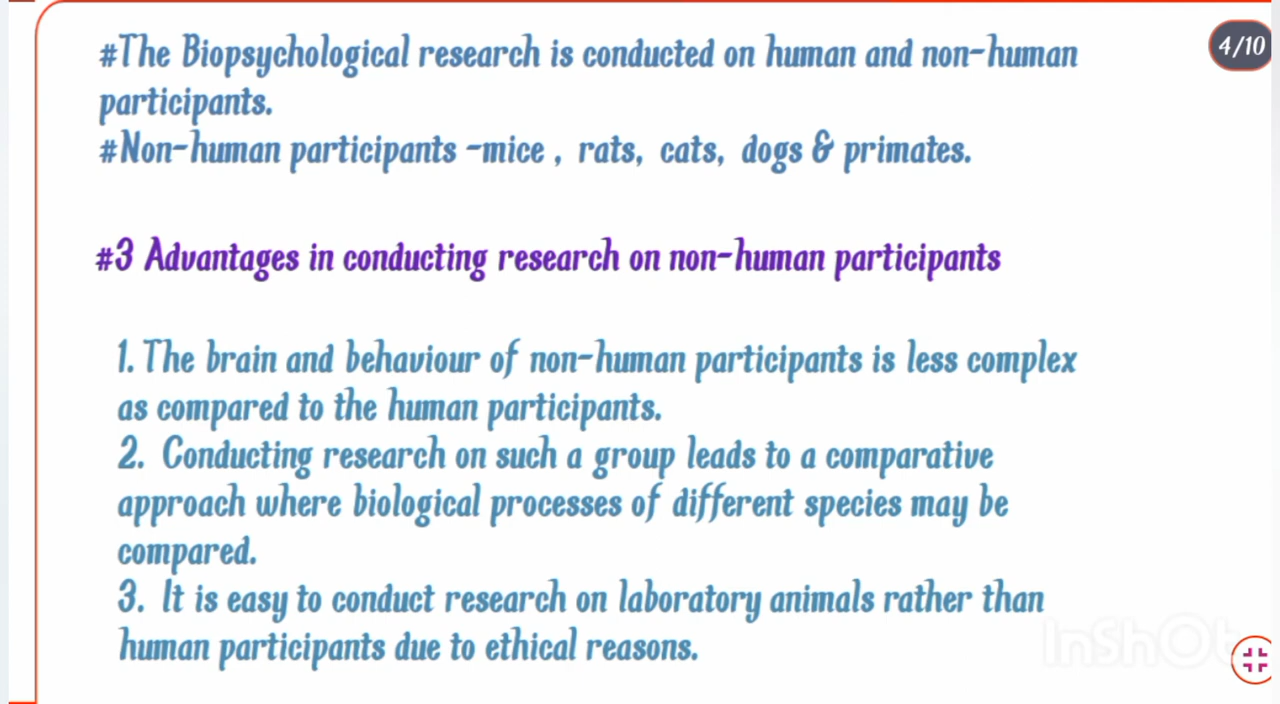 #The Biopsychological research is conducted on human and non-human
participants.
#Non-human participants -mice , rats, cats, dogs & primates.
4/10
#3 Advantages in conducting research on non-human participants
1. The brain and behaviour of non-human participants is less complex
as compared to the human participants.
2. Conducting research on such a group leads to a comparative
approach where biological processes of different species may be
compared.
3. It is easy to conduct research on laboratory animals rather than
human participants due to ethical reasons.
InShOt